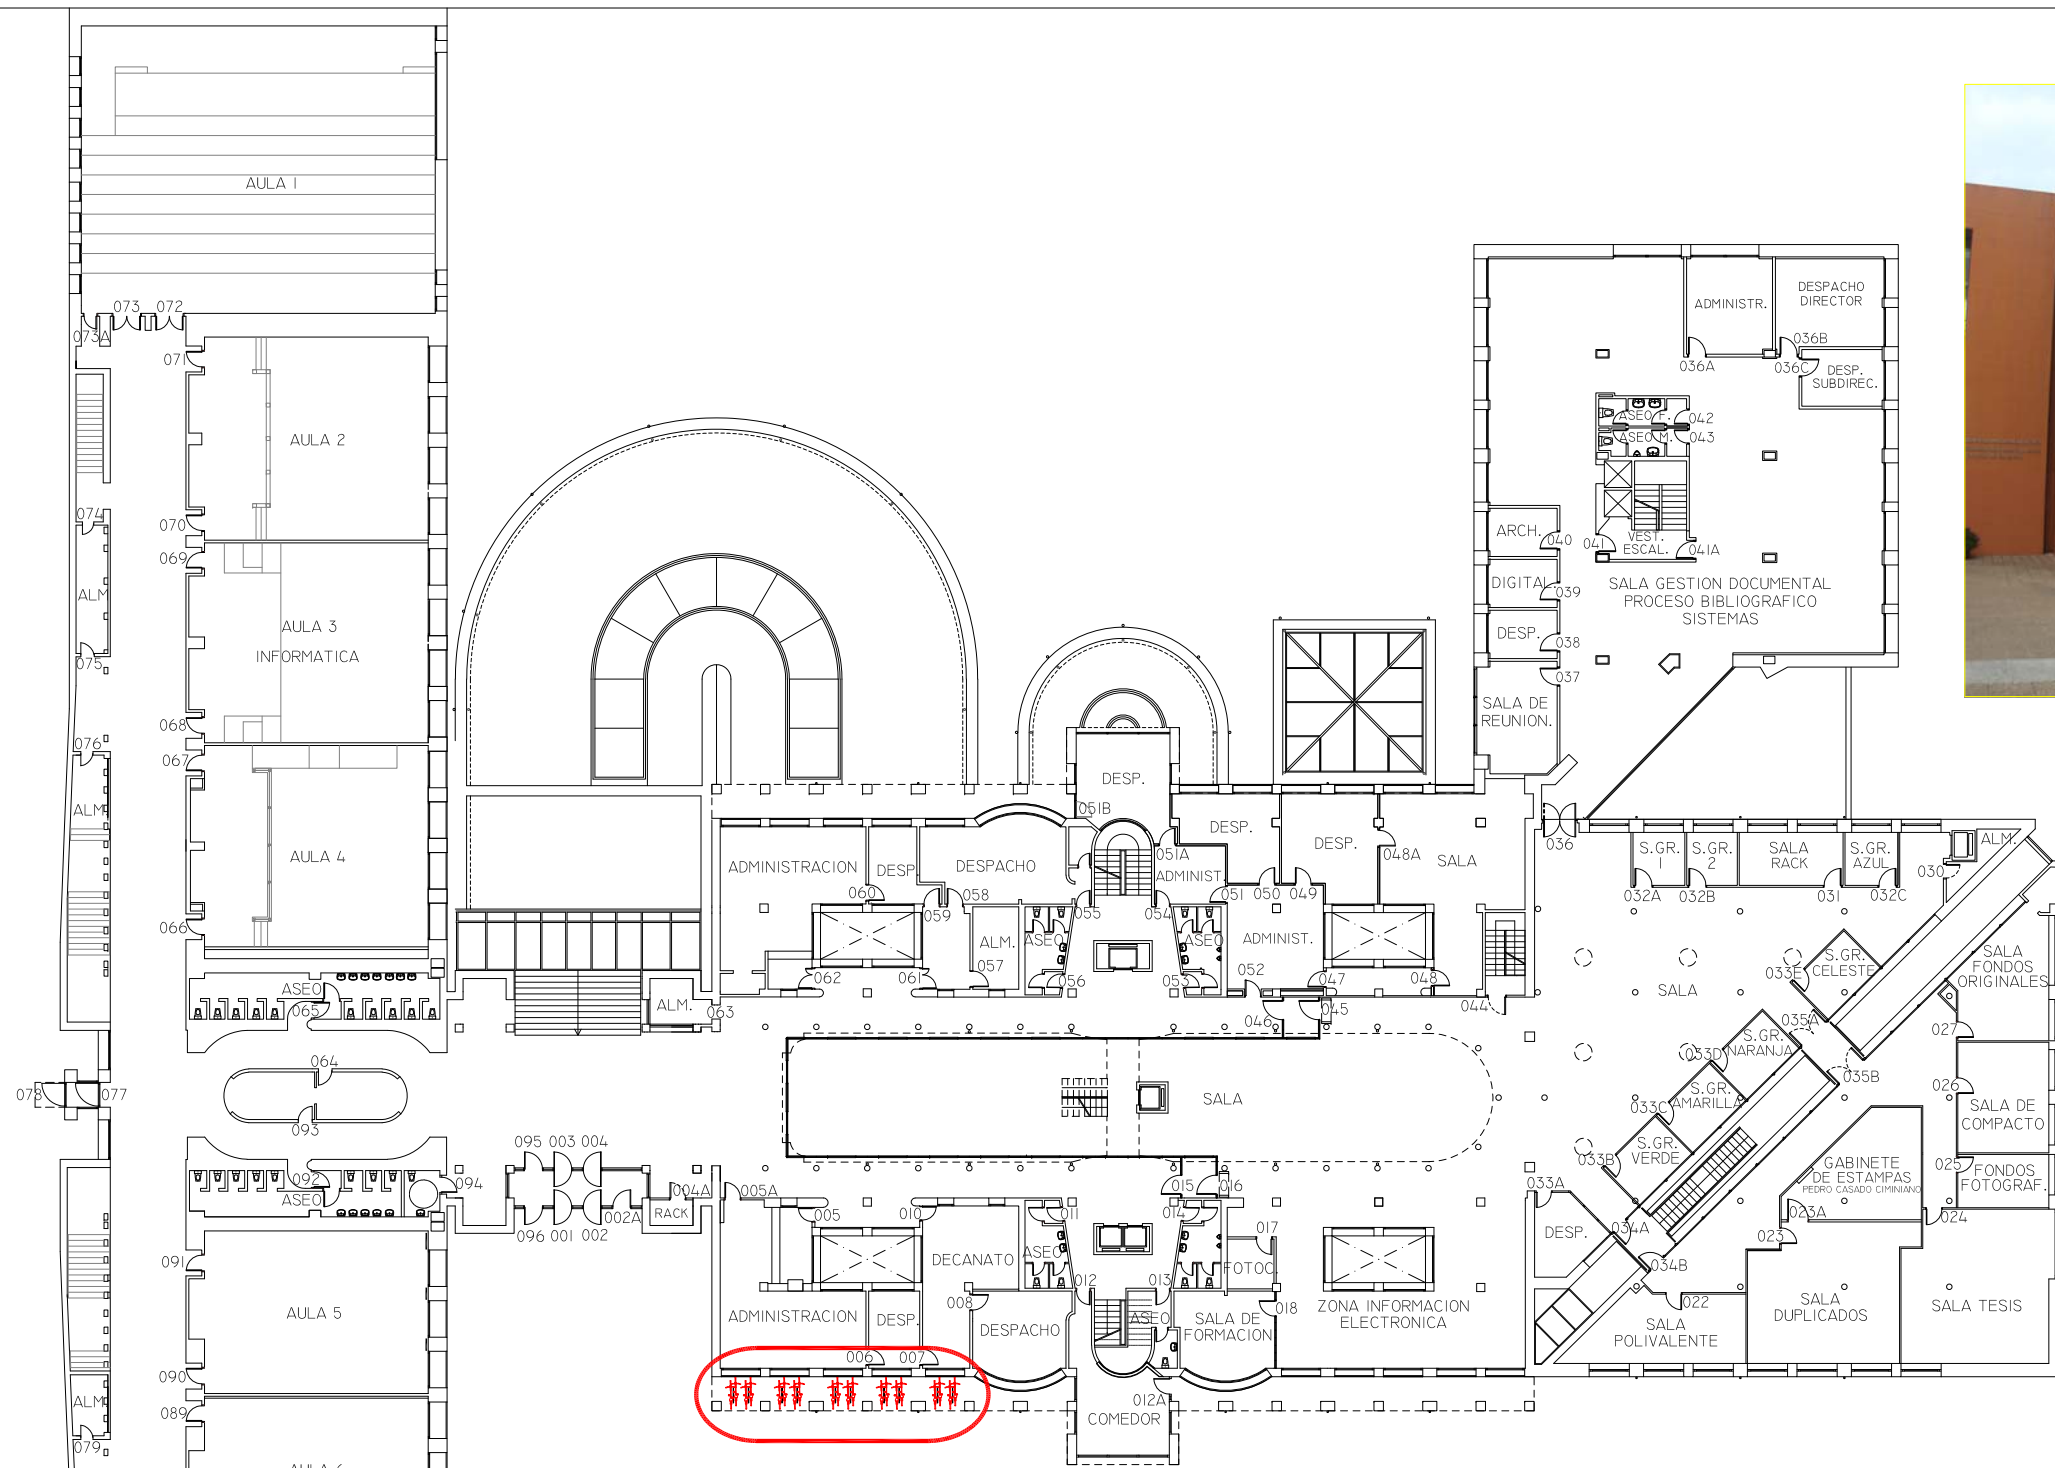 AULA 1
073
072
073A
071
AULA 2
070
074
069
ALM
AULA 3
INFORMATICA
075
068
076
067
ALM.
AULA 4
066
ASEO
065
064
078
077
093
092
ASEO
094
091
AULA 5
090
ALM
089
079
095 003 004
096 001 002
002A
004A
RACK
005A
ALM.
063
ADMINISTRACION
DESP.
060
059
DESPACHO
058
062
061
ALM.
057
ASEO
056
055
054
053
ASEO
DESP.
051B
051A
ADMINIST.
051
DESP.
050
049
DESP.
048A
SALA
ADMINIST.
052
047
048
046
045
044
SALA
005
010
ADMINISTRACION
DESP.
006
007
DECANATO
008
DESPACHO
011
ASEO
012
013
014
015
016
ASEO
017
FOTOC.
018
SALA DE
FORMACION
ZONA INFORMACION
ELECTRONICA
012A
COMEDOR
ADMINISTR.
036A
DESPACHO
DIRECTOR
036B
036C
DESP.
SUBDIREC.
ASEO F.
042
ASEO M.
043
ARCH.
040
041
VEST.
ESCAL.
041A
DIGITAL.
039
SALA GESTION DOCUMENTAL
PROCESO BIBLIOGRAFICO
SISTEMAS
DESP.
038
037
SALA DE
REUNION.
036
S.GR.
1
032A
S.GR.
2
032B
SALA
RACK
031
S.GR.
AZUL
032C
030
ALM.
SALA
S.GR.
CELESTE
033E
SALA
FONDOS
ORIGINALES
027
035A
S.GR.
NARANJA
033D
035B
S.GR.
AMARILLA
033C
026
SALA DE
COMPACTO
S.GR.
VERDE
033B
GABINETE
DE ESTAMPAS
PEDRO CASADO CIMINIANO
025
FONDOS
FOTOGRAF.
033A
DESP.
034A
034B
023A
023
024
022
SALA
POLIVALENTE
SALA
DUPLICADOS
SALA TESIS